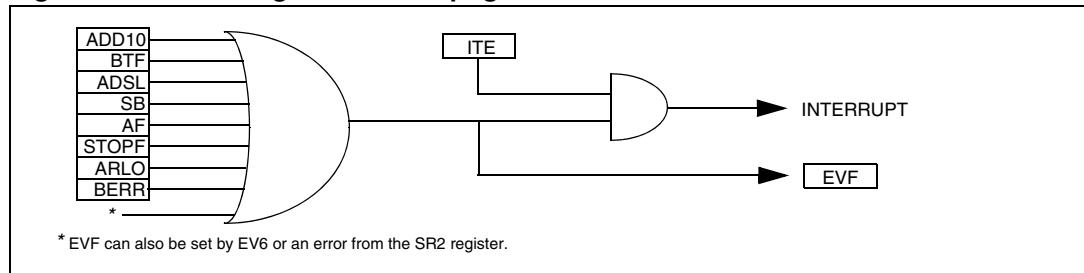 ADD10
BTF
ADSL
SB
AF
STOPF
ARLO
BERR
*
ITE
INTERRUPT
EVF
* EVF can also be set by EV6 or an error from the SR2 register.